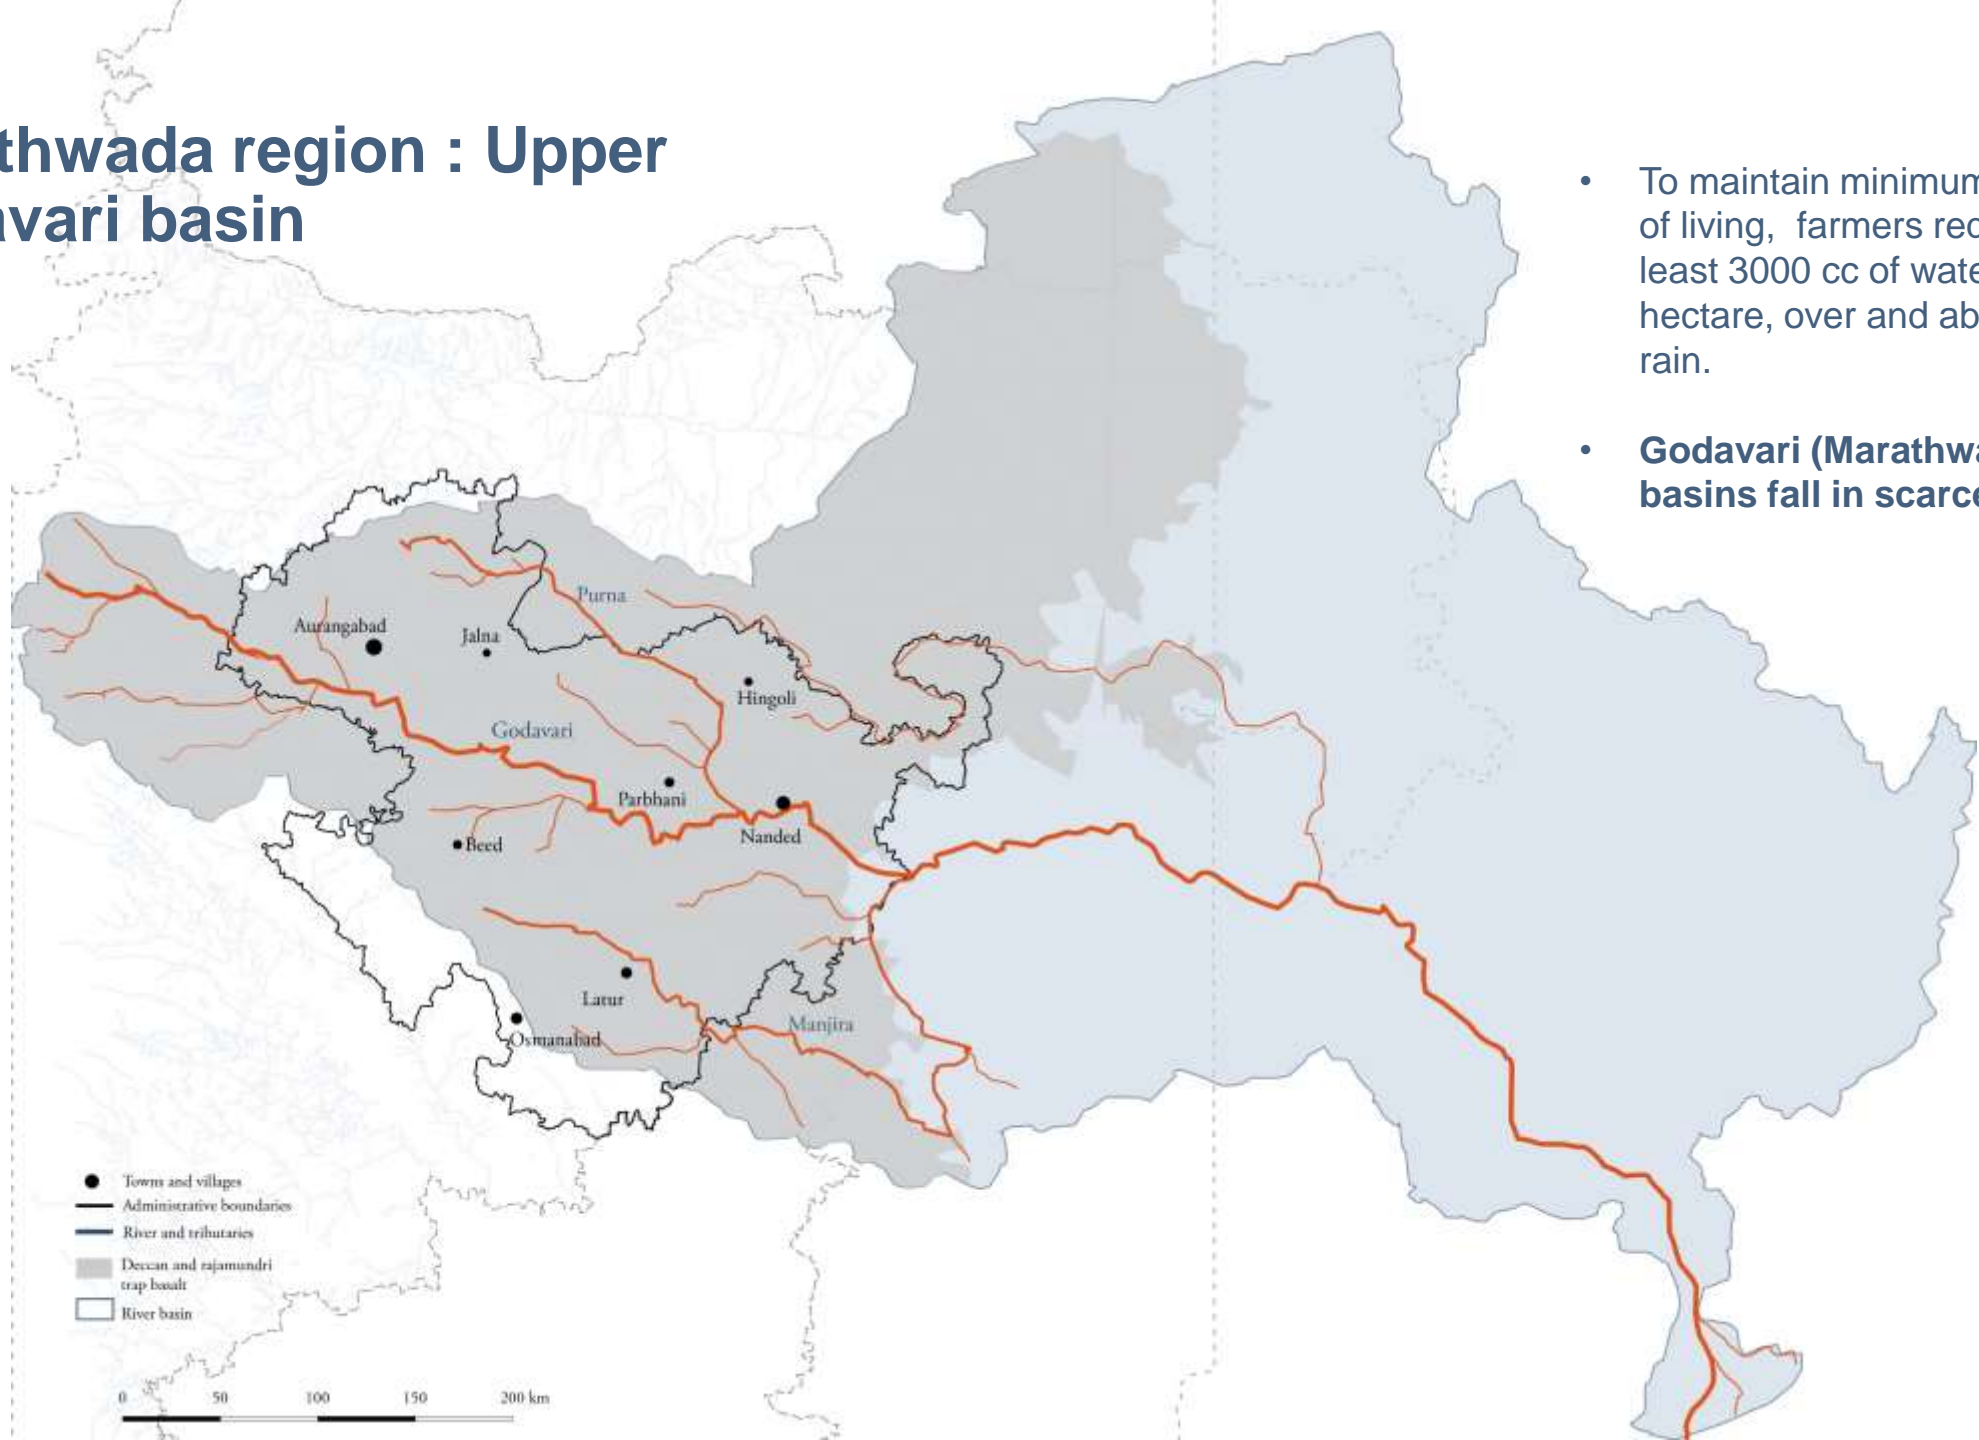 thwada region : Upper
avari basin
• To maintain minimum
of living, farmers rec
least 3000 cc of wate
hectare, over and ab
rain.
• Godavari (Marathwa
basins fall in scarce
Purna
Aurangabad
Jalna
Hingoli
Godavari
Parbhani
Nanded
Beed
Latur
Manjira
Osmanabad
Towns and villages
Administrative boundaries
River and tributaries
Deccan and rajamundri
trap basalt
River basin
0 50 100 150 200 km